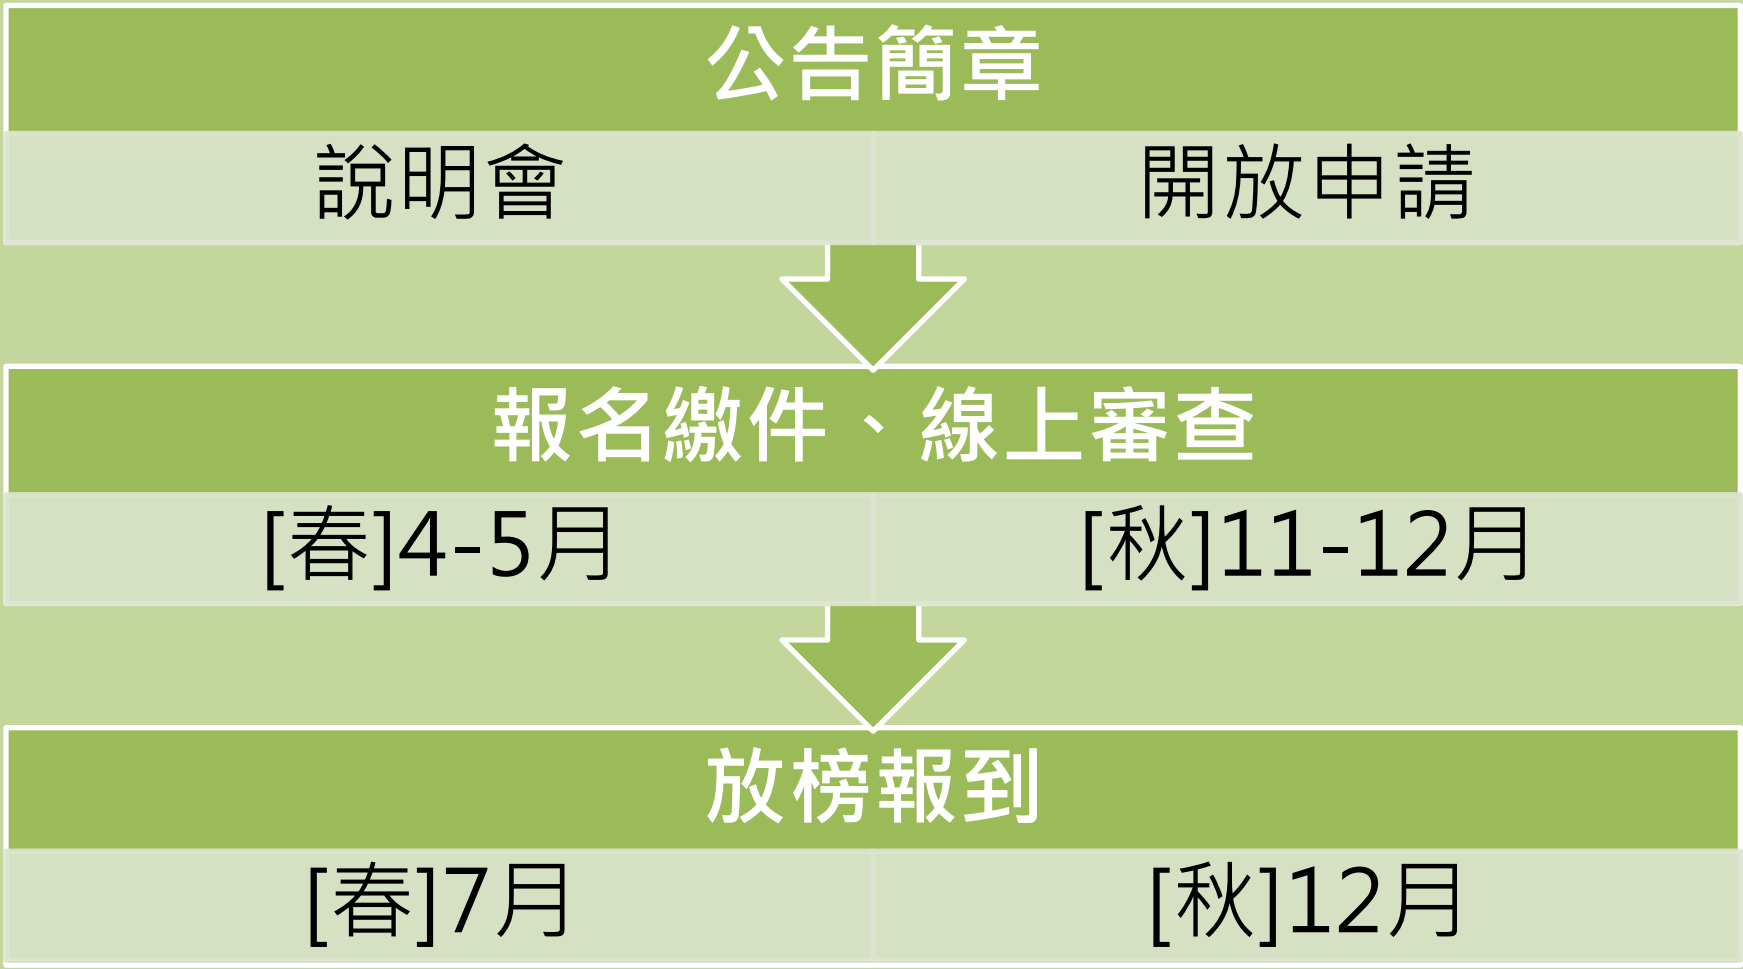 公告簡章
說明會
開放申請
報名繳件、線上審查
[春]4-5月
[秋]11-12月
放榜報到
[春]7月
[秋]12月